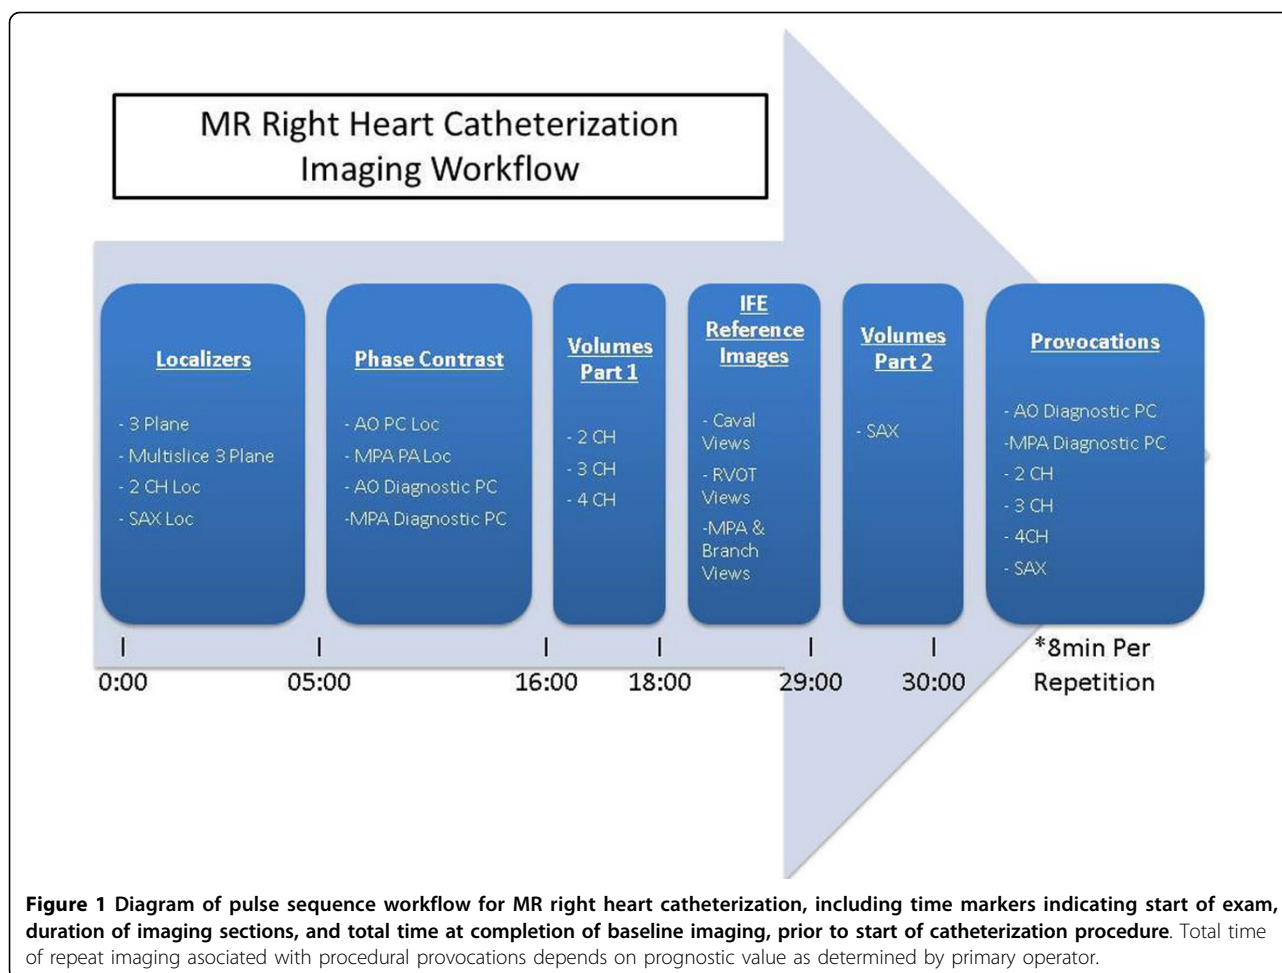 MR Right Heart Catheterization
Imaging Workflow
Localizers
- 3 Plane
- Multislice 3 Plane
- 2 CH Loc
- SAX Loc
Phase Contrast
- AO PC Loc
- MPA PA Loc
- AO Diagnostic PC
-MPA Diagnostic PC
Volumes
Part 1
- 2 CH
- 3 CH
- 4 CH
IFE
Reference
Images
- Caval
Views
- RVOT
Views
-MPA &
Branch
Views
Volumes
Part 2
- SAX
Provocations
- AO Diagnostic PC
-MPA Diagnostic PC
- 2 CH
- 3 CH
- 4CH
- SAX
0:00
05:00
16:00
18:00
29:00
30:00
*8min Per
Repetition
Figure 1 Diagram of pulse sequence workflow for MR right heart catheterization, including time markers indicating start of exam,
duration of imaging sections, and total time at completion of baseline imaging, prior to start of catheterization procedure. Total time
of repeat imaging asociated with procedural provocations depends on prognostic value as determined by primary operator.